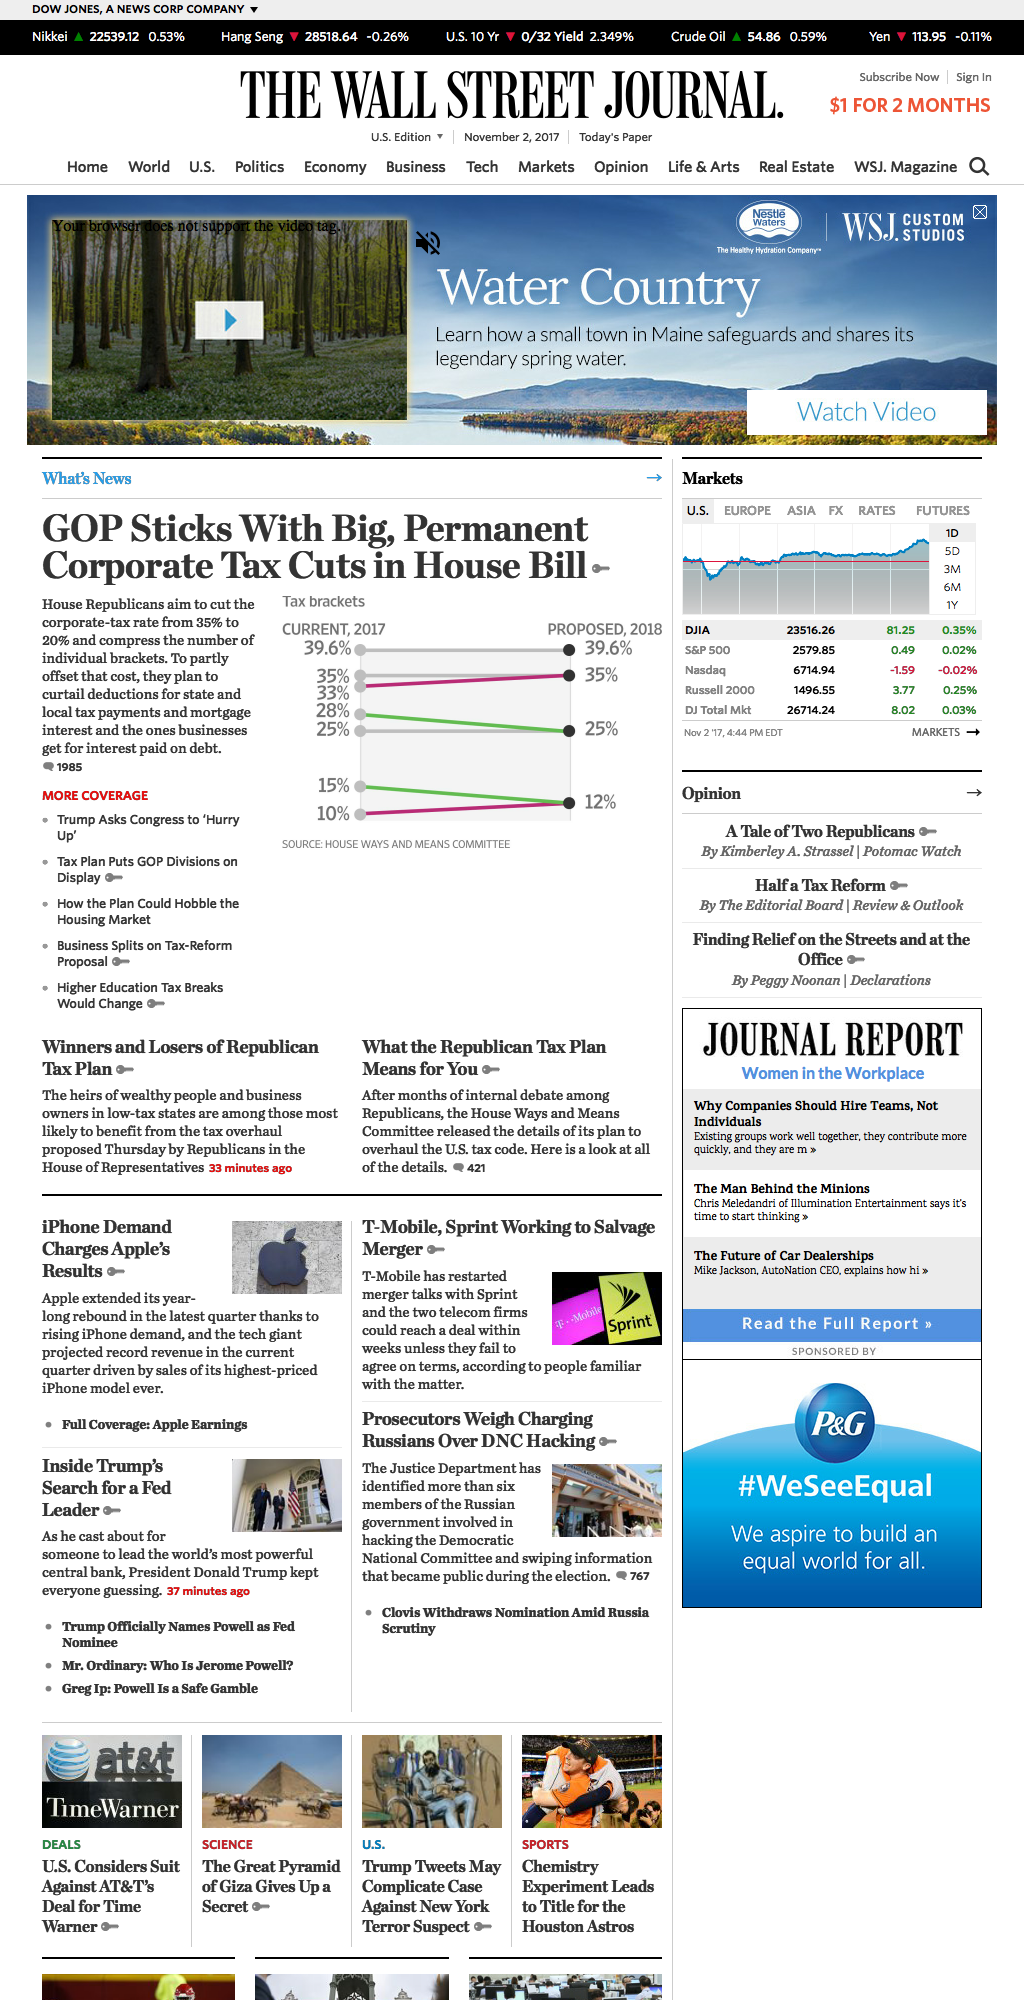 DOW JONES, A NEWS CORP COMPANY
Nikkei 22539.12 0.53% Hang Seng 28518.64 -0.26% U.S. 10 Yr 0/32 Yield 2.349% Crude Oil 54.86 0.59% Yen 113.95 -0.11%
THE WALL STREET JOURNAL.
Subscribe Now Sign In
$1 FOR 2 MONTHS
U.S. Edition November 2, 2017 Today's Paper
Home World U.S. Politics Economy Business Tech Markets Opinion Life & Arts Real Estate WSJ. Magazine
Your browser does not support the video tag.
Nestlé Waters
The Healthy Hydration Company™
WSJ. CUSTOM STUDIOS
Water Country
Learn how a small town in Maine safeguards and shares its
legendary spring water.
Watch Video
What's News
GOP Sticks With Big, Permanent
Corporate Tax Cuts in House Bill
House Republicans aim to cut the
corporate-tax rate from 35% to
20% and compress the number of
individual brackets. To partly
offset that cost, they plan to
curtail deductions for state and
local tax payments and mortgage
interest and the ones businesses
get for interest paid on debt.
1985
MORE COVERAGE
Trump Asks Congress to ‘Hurry
Up’
Tax Plan Puts GOP Divisions on
Display
How the Plan Could Hobble the
Housing Market
Business Splits on Tax-Reform
Proposal
Higher Education Tax Breaks
Would Change
Tax brackets
CURRENT, 2017 PROPOSED, 2018
39.6% 39.6%
35% 35%
33%
28%
25% 25%
15%
12%
10%
SOURCE: HOUSE WAYS AND MEANS COMMITTEE
Winners and Losers of Republican
Tax Plan
The heirs of wealthy people and business
owners in low-tax states are among those most
likely to benefit from the tax overhaul
proposed Thursday by Republicans in the
House of Representatives 33 minutes ago
What the Republican Tax Plan
Means for You
After months of internal debate among
Republicans, the House Ways and Means
Committee released the details of its plan to
overhaul the U.S. tax code. Here is a look at all
of the details. 421
iPhone Demand
Charges Apple’s
Results
Apple extended its year-
long rebound in the latest quarter thanks to
rising iPhone demand, and the tech giant
projected record revenue in the current
quarter driven by sales of its highest-priced
iPhone model ever.
Full Coverage: Apple Earnings
Inside Trump’s
Search for a Fed
Leader
As he cast about for
someone to lead the world’s most powerful
central bank, President Donald Trump kept
everyone guessing. 37 minutes ago
Trump Officially Names Powell as Fed
Nominee
Mr. Ordinary: Who Is Jerome Powell?
Greg Ip: Powell Is a Safe Gamble
T-Mobile, Sprint Working to Salvage
Merger
T-Mobile has restarted
merger talks with Sprint
and the two telecom firms
could reach a deal within
weeks unless they fail to
agree on terms, according to people familiar
with the matter.
T-Mobile
Sprint
Prosecutors Weigh Charging
Russians Over DNC Hacking
The Justice Department has
identified more than six
members of the Russian
government involved in
hacking the Democratic
National Committee and swiping information
that became public during the election. 767
Clovis Withdraws Nomination Amid Russia
Scrutiny
at&t
TimeWarner
DEALS
U.S. Considers Suit
Against AT&T’s
Deal for Time
Warner
SCIENCE
The Great Pyramid
of Giza Gives Up a
Secret
U.S.
Trump Tweets May
Complicate Case
Against New York
Terror Suspect
SPORTS
Chemistry
Experiment Leads
to Title for the
Houston Astros
Markets
U.S. EUROPE ASIA FX RATES FUTURES
1D
5D
3M
6M
1Y
DJIA 23516.26 81.25 0.35%
S&P 500 2579.85 0.49 0.02%
Nasdaq 6714.94 -1.59 -0.02%
Russell 2000 1496.55 3.77 0.25%
DJ Total Mkt 26714.24 8.02 0.03%
Nov 2 '17, 4:44 PM EDT MARKETS
Opinion
A Tale of Two Republicans
By Kimberley A. Strassel | Potomac Watch
Half a Tax Reform
By The Editorial Board | Review & Outlook
Finding Relief on the Streets and at the
Office
By Peggy Noonan | Declarations
JOURNAL REPORT
Women in the Workplace
Why Companies Should Hire Teams, Not
Individuals
Existing groups work well together, they contribute more
quickly, and they are m »
The Man Behind the Minions
Chris Meledandri of Illumination Entertainment says it's
time to start thinking »
The Future of Car Dealerships
Mike Jackson, AutoNation CEO, explains how hi »
Read the Full Report »
SPONSORED BY
P&G
#WeSeeEqual
We aspire to build an
equal world for all.